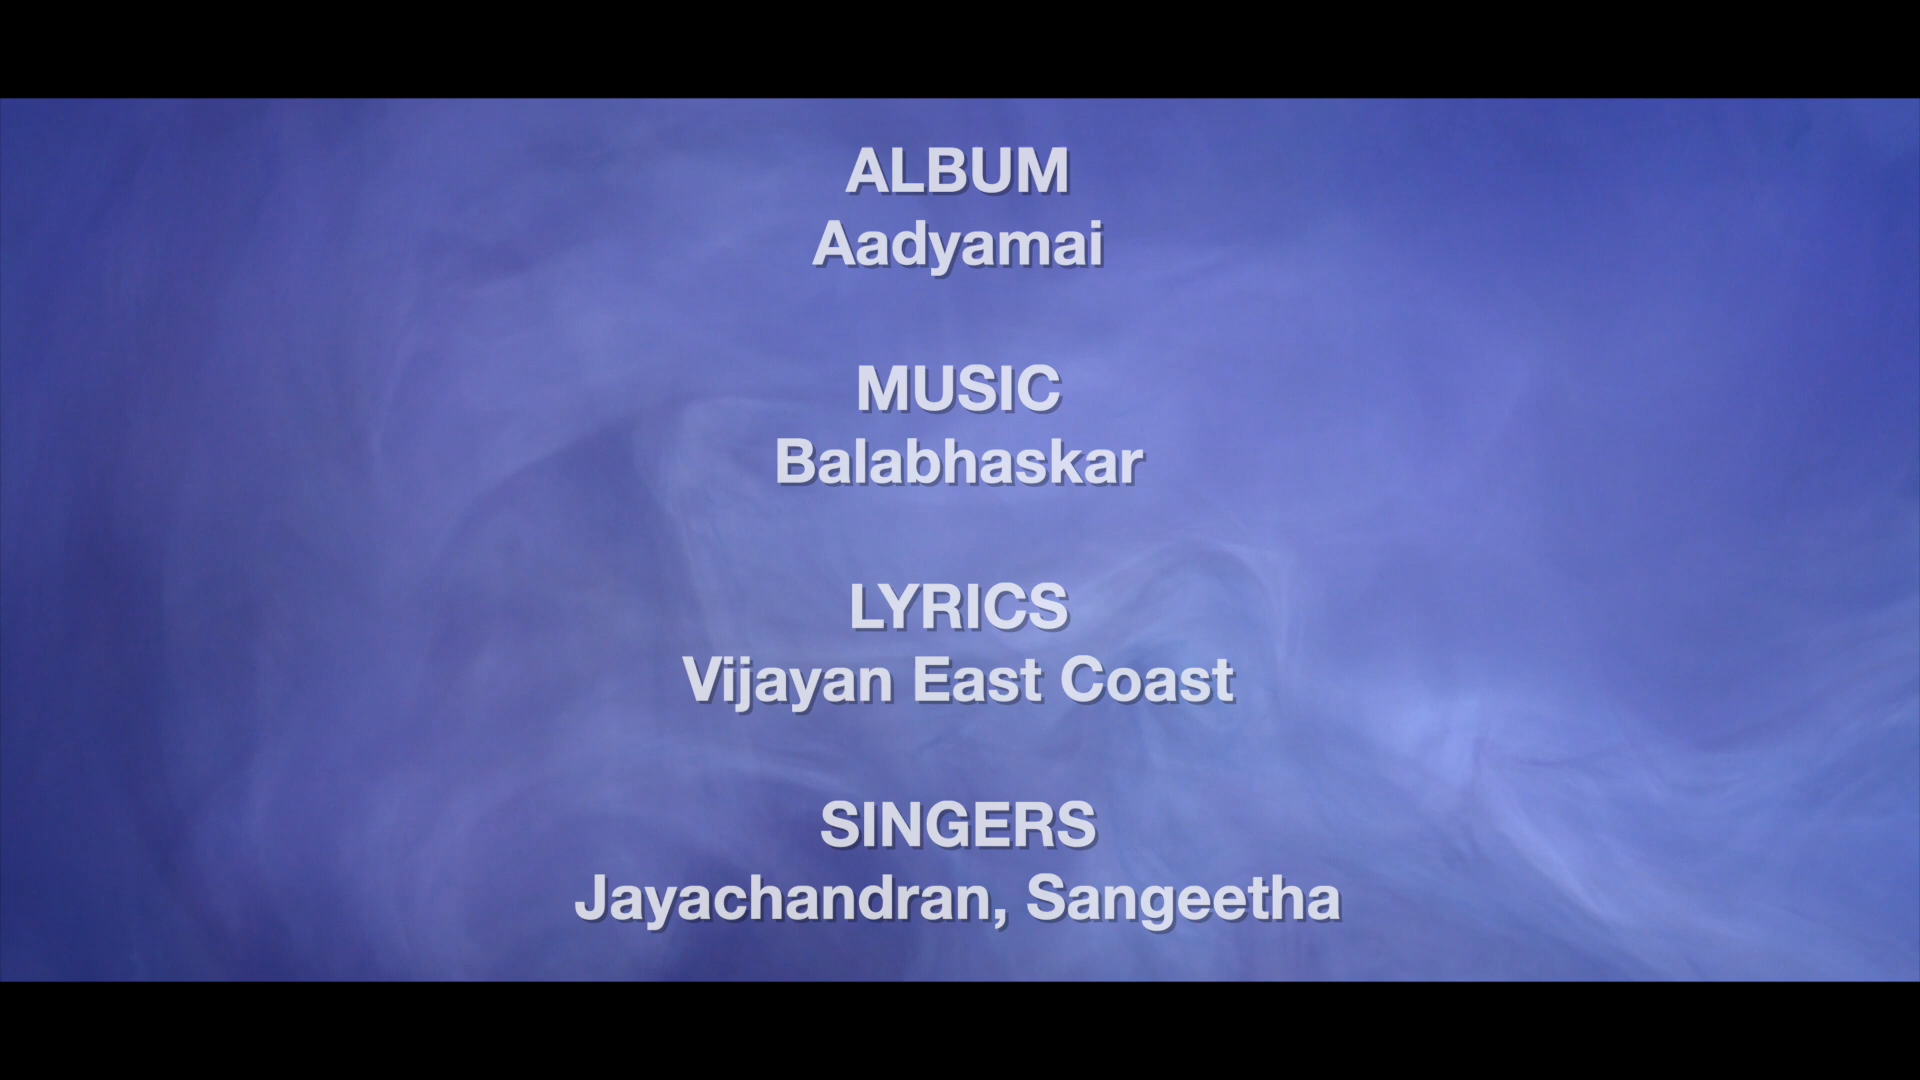 ALBUM
Aadyamai
MUSIC
Balabhaskar
LYRICS
Vijayan East Coast
SINGERS
Jayachandran, Sangeetha